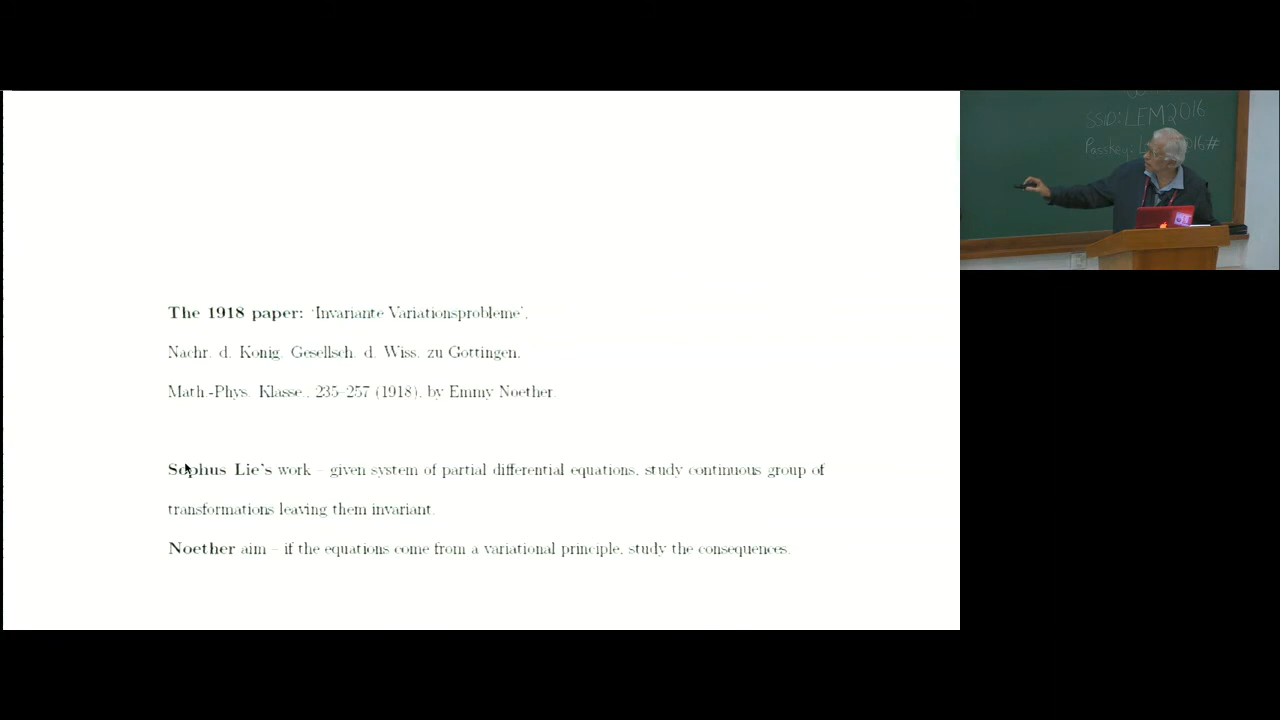 The 1918 paper: 'Invariante Variationsprobleme',
Nachr. d. Konig. Gesellsch. d. Wiss. zu Gottingen,
Math.-Phys. Klasse., 235–257 (1918), by Emmy Noether.
Sophus Lie's work – given system of partial differential equations, study continuous group of
transformations leaving them invariant.
Noether aim – if the equations come from a variational principle, study the consequences.
SSID: LEM2016
Passkey: L 16#